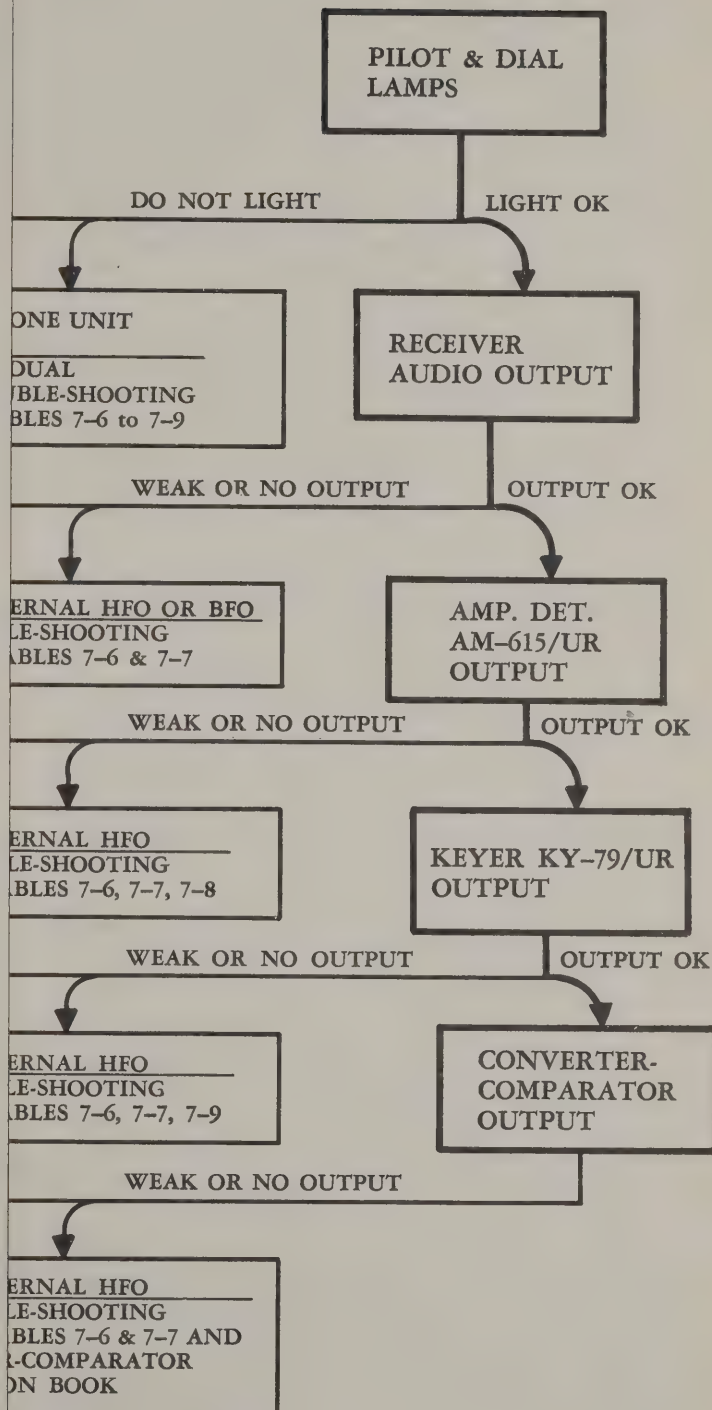 PILOT & DIAL
LAMPS
DO NOT LIGHT
LIGHT OK
ONE UNIT
DUAL
UBLE-SHOOTING
BLES 7–6 to 7–9
RECEIVER
AUDIO OUTPUT
WEAK OR NO OUTPUT
OUTPUT OK
ERNAL HFO OR BFO
LE-SHOOTING
ABLES 7–6 & 7–7
AMP. DET.
AM–615/UR
OUTPUT
WEAK OR NO OUTPUT
OUTPUT OK
ERNAL HFO
LE-SHOOTING
BLES 7–6, 7–7, 7–8
KEYER KY–79/UR
OUTPUT
WEAK OR NO OUTPUT
OUTPUT OK
ERNAL HFO
LE-SHOOTING
ABLES 7–6, 7–7, 7–9
CONVERTER-
COMPARATOR
OUTPUT
WEAK OR NO OUTPUT
ERNAL HFO
LE-SHOOTING
BLES 7–6 & 7–7 AND
R-COMPARATOR
ON BOOK